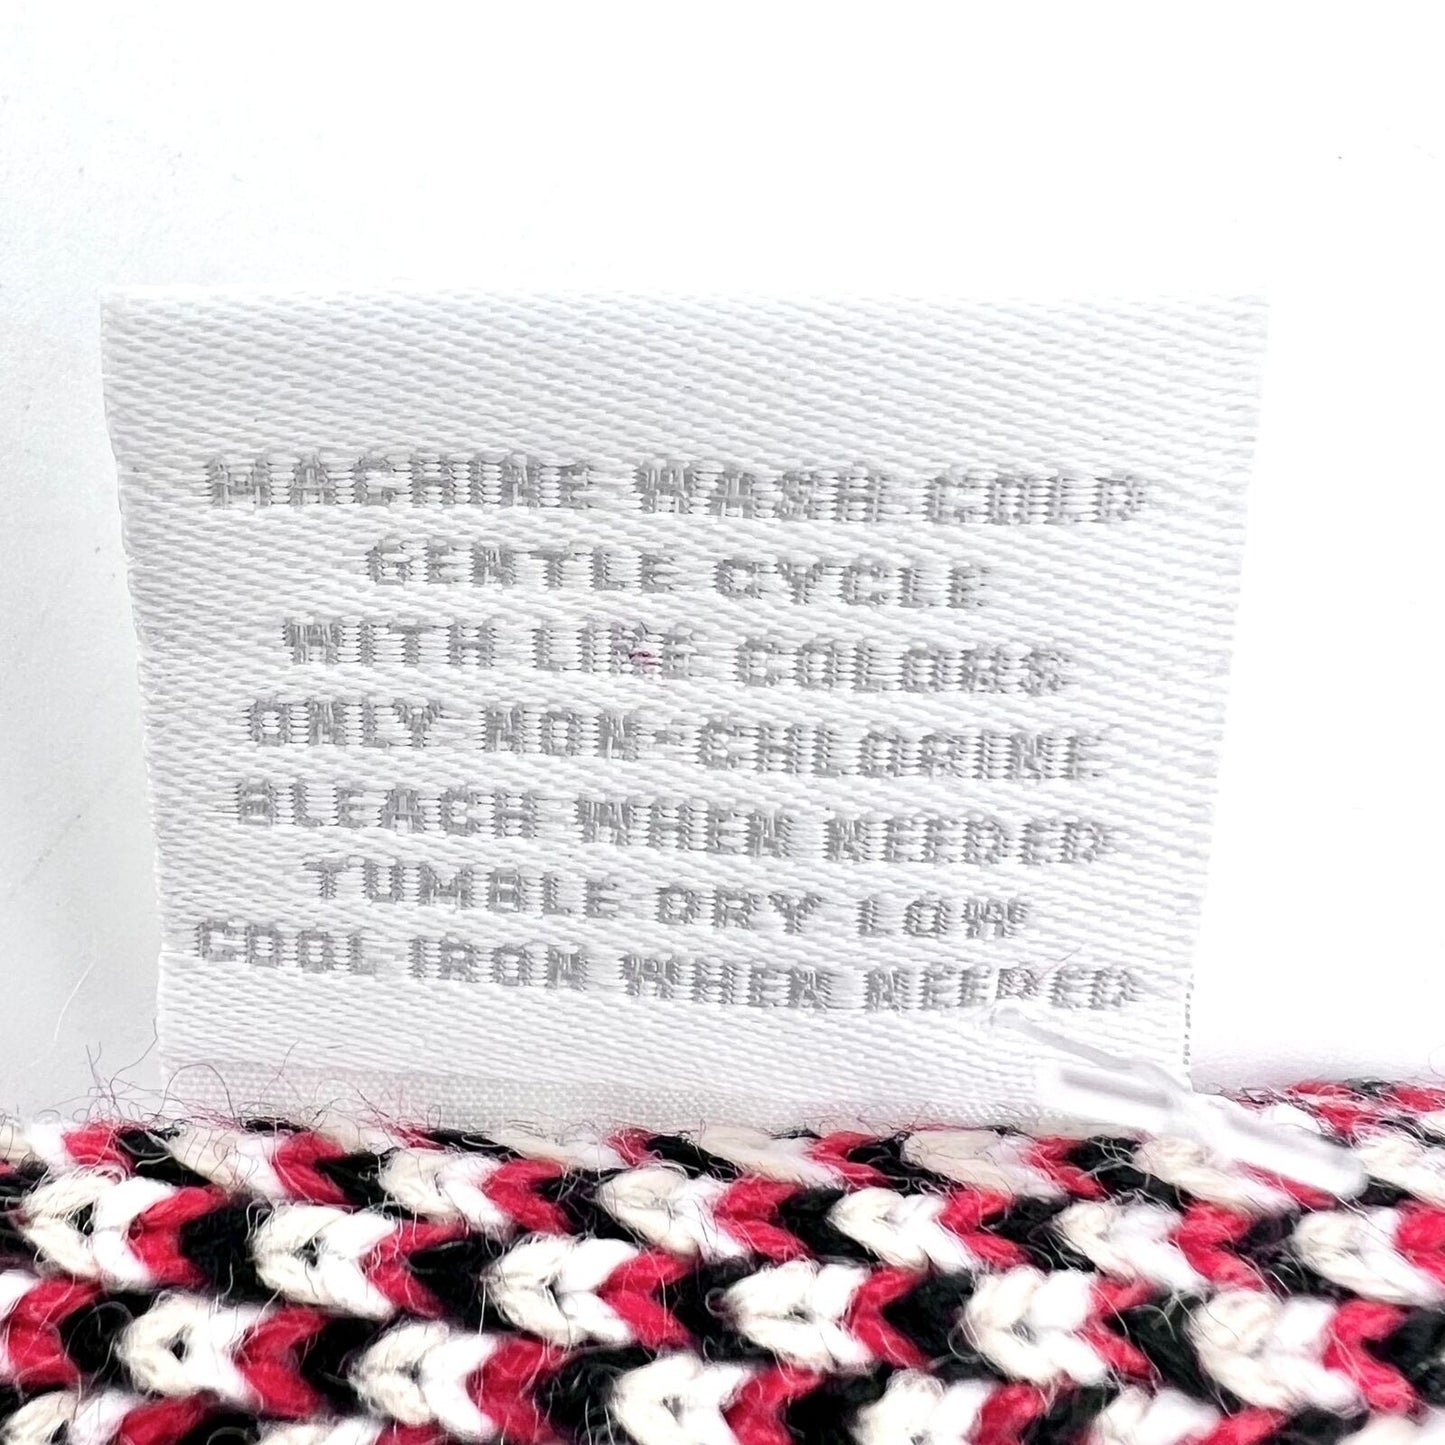 MACHINE WASH COLD
GENTLE CYCLE
WITH LIKE COLORS
ONLY NON-CHLORINE
BLEACH WHEN NEEDED
TUMBLE DRY LOW
COOL IRON WHEN NEEDED